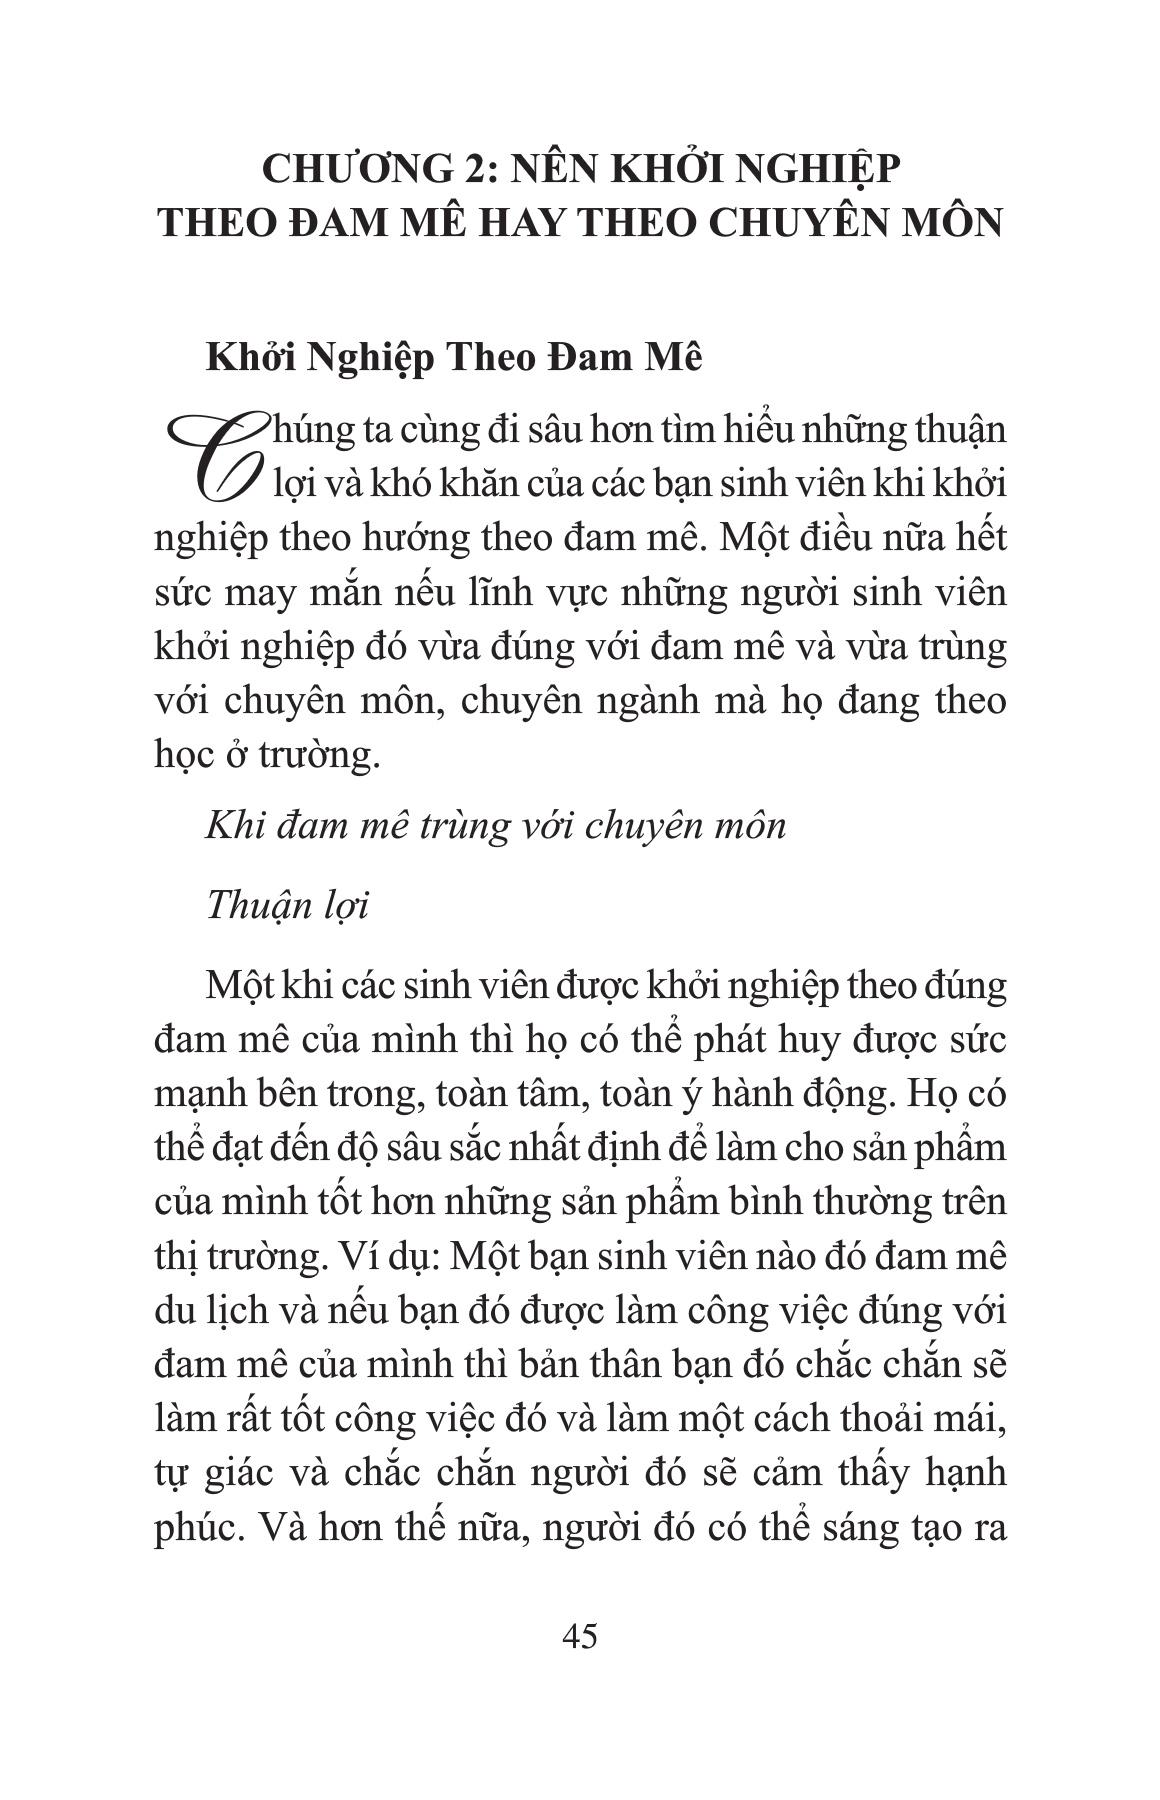 CHƯƠNG 2: NÊN KHỞI NGHIỆP
THEO ĐAM MÊ HAY THEO CHUYÊN MÔN
Khởi Nghiệp Theo Đam Mê
Chúng ta cùng đi sâu hơn tìm hiểu những thuận
lợi và khó khăn của các bạn sinh viên khi khởi
nghiệp theo hướng theo đam mê. Một điều nữa hết
sức may mắn nếu lĩnh vực những người sinh viên
khởi nghiệp đó vừa đúng với đam mê và vừa trùng
với chuyên môn, chuyên ngành mà họ đang theo
học ở trường.
Khi đam mê trùng với chuyên môn
Thuận lợi
Một khi các sinh viên được khởi nghiệp theo đúng
đam mê của mình thì họ có thể phát huy được sức
mạnh bên trong, toàn tâm, toàn ý hành động. Họ có
thể đạt đến độ sâu sắc nhất định để làm cho sản phẩm
của mình tốt hơn những sản phẩm bình thường trên
thị trường. Ví dụ: Một bạn sinh viên nào đó đam mê
du lịch và nếu bạn đó được làm công việc đúng với
đam mê của mình thì bản thân bạn đó chắc chắn sẽ
làm rất tốt công việc đó và làm một cách thoải mái,
tự giác và chắc chắn người đó sẽ cảm thấy hạnh
phúc. Và hơn thế nữa, người đó có thể sáng tạo ra
45